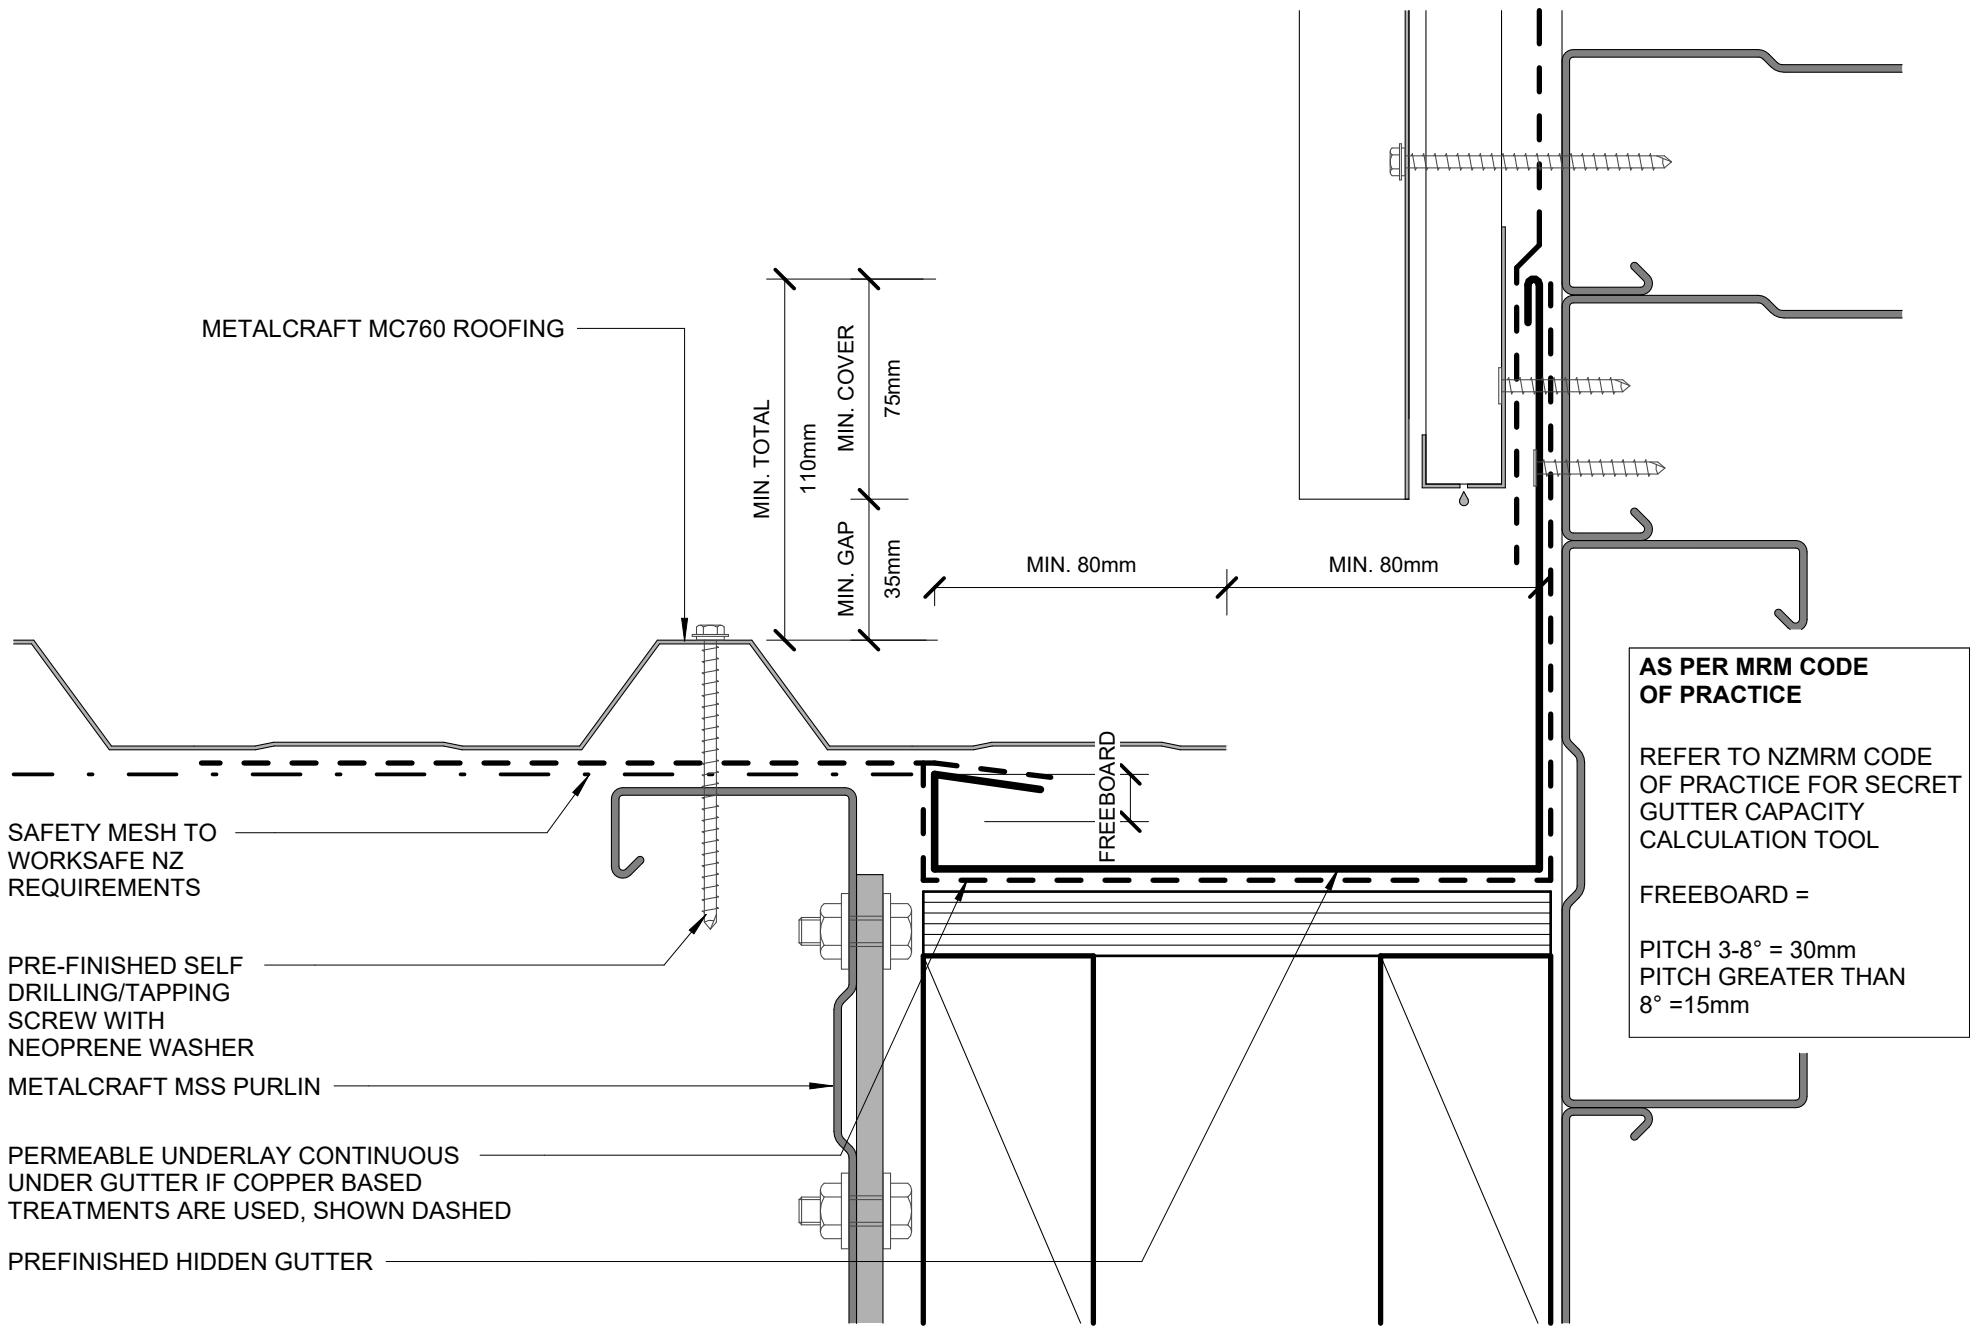 METALCRAFT MC760 ROOFING
MIN. TOTAL
110mm
MIN. COVER
75mm
MIN. GAP
35mm
MIN. 80mm
MIN. 80mm
FREEBOARD
SAFETY MESH TO
WORKSAFE NZ
REQUIREMENTS
PRE-FINISHED SELF
DRILLING/TAPPING
SCREW WITH
NEOPRENE WASHER
METALCRAFT MSS PURLIN
PERMEABLE UNDERLAY CONTINUOUS
UNDER GUTTER IF COPPER BASED
TREATMENTS ARE USED, SHOWN DASHED
PREFINISHED HIDDEN GUTTER
AS PER MRM CODE
OF PRACTICE
REFER TO NZMRM CODE
OF PRACTICE FOR SECRET
GUTTER CAPACITY
CALCULATION TOOL
FREEBOARD =
PITCH 3-8° = 30mm
PITCH GREATER THAN
8° =15mm